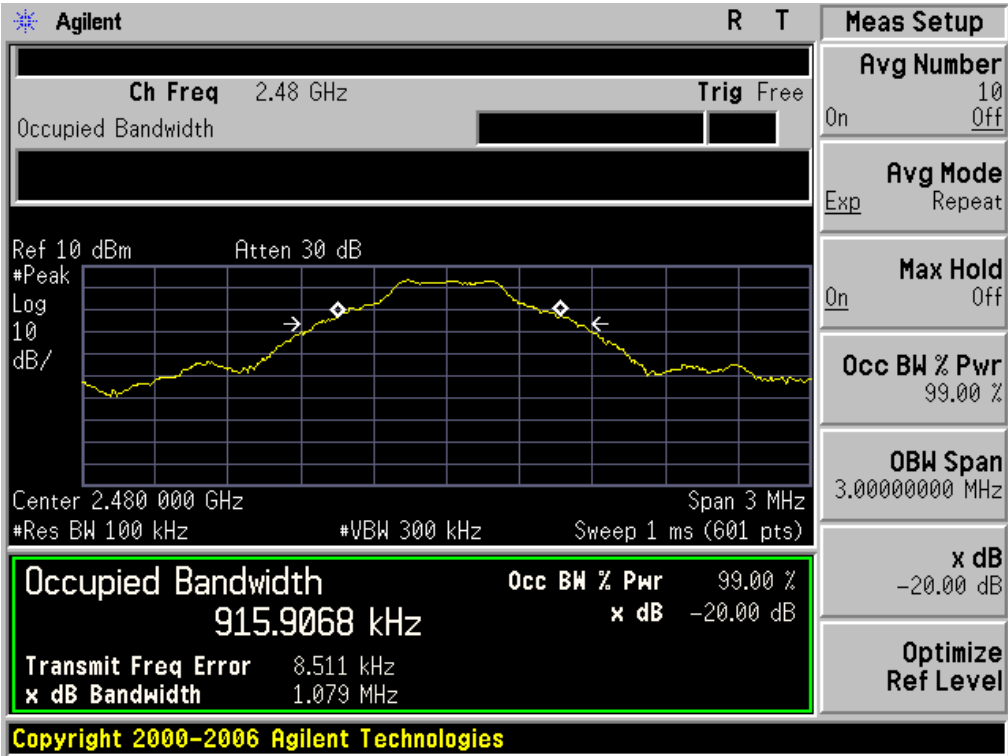 Agilent R T Meas Setup
Ch Freq 2.48 GHz Trig Free
Occupied Bandwidth
Avg Number
10
On Off
Avg Mode
Exp Repeat
Max Hold
On Off
Occ BW % Pwr
99.00 %
OBW Span
3.00000000 MHz
x dB
-20.00 dB
Optimize
Ref Level
Ref 10 dBm Atten 30 dB
#Peak
Log
10
dB/
Center 2.480 000 GHz Span 3 MHz
#Res BW 100 kHz #VBW 300 kHz Sweep 1 ms (601 pts)
Occupied Bandwidth Occ BW % Pwr 99.00 %
915.9068 kHz x dB -20.00 dB
Transmit Freq Error 8.511 kHz
x dB Bandwidth 1.079 MHz
Copyright 2000-2006 Agilent Technologies